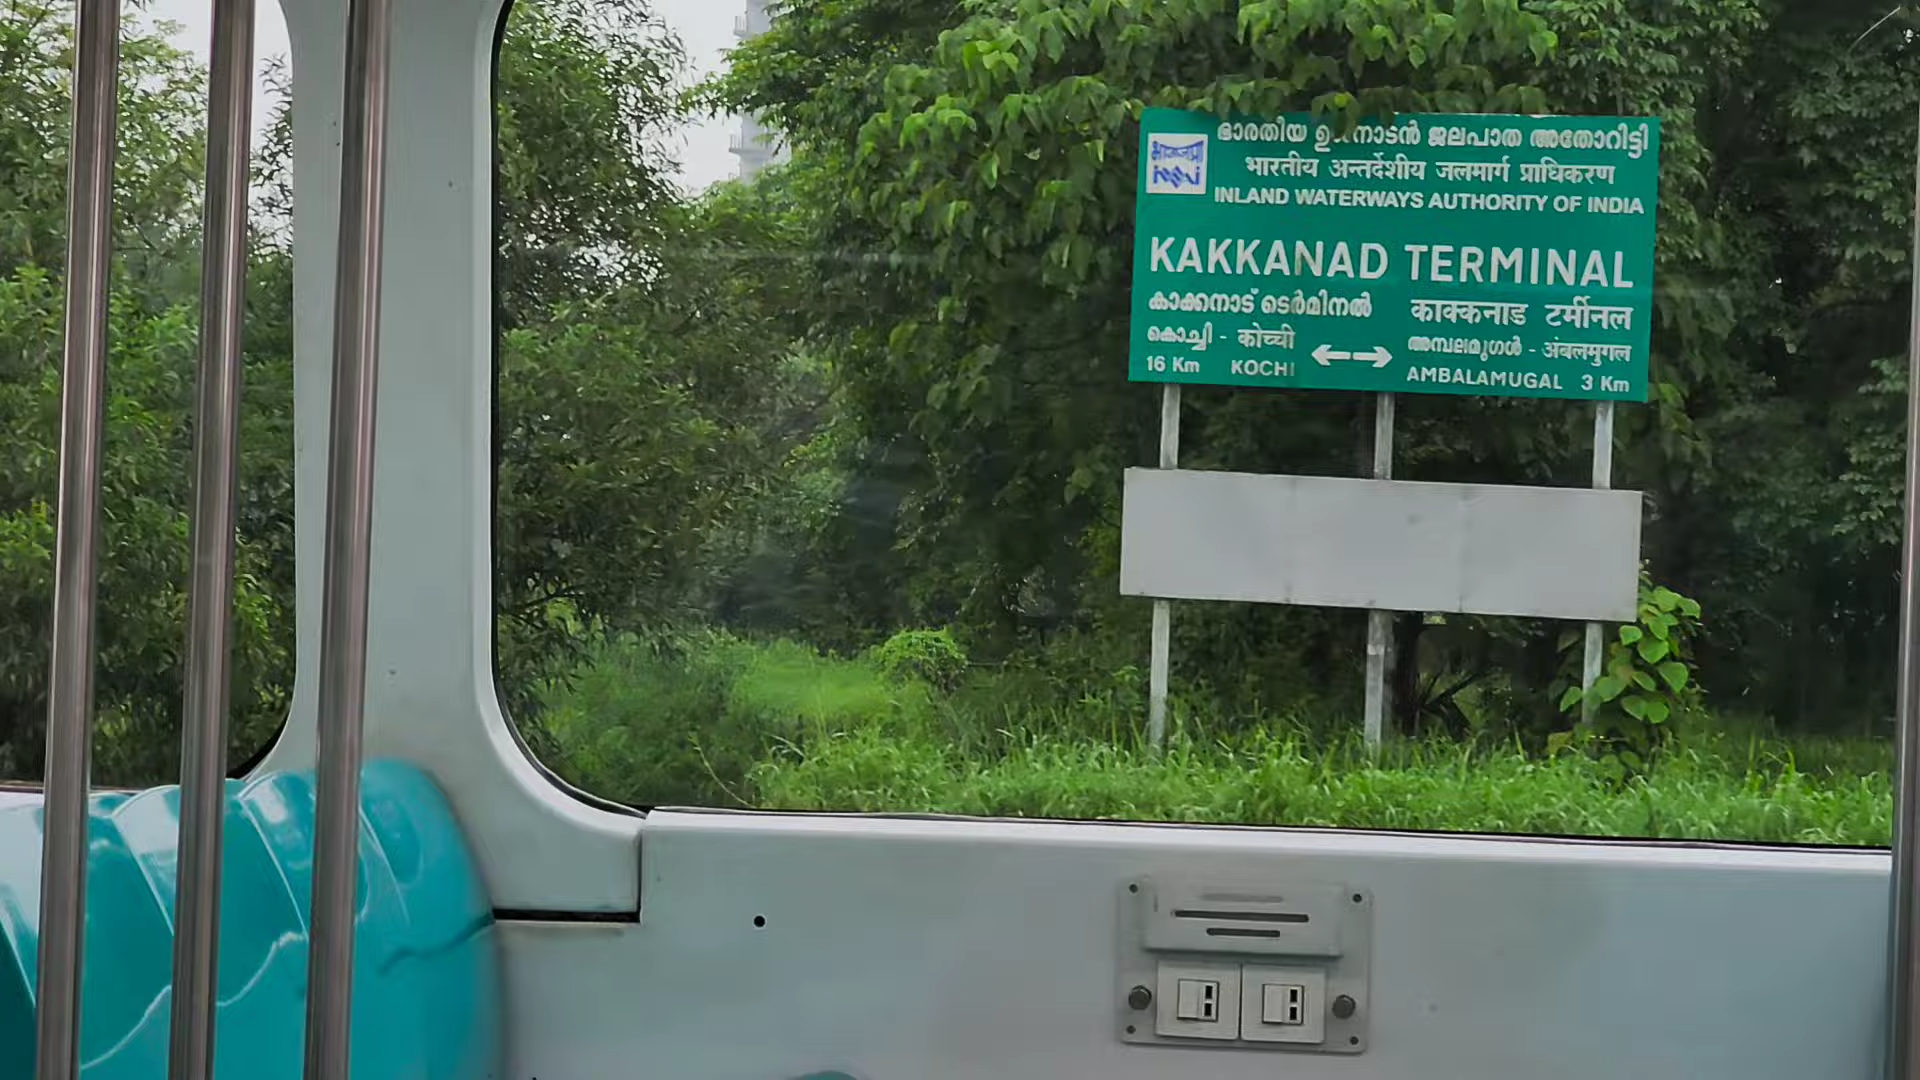 ഭാരതീയ ഉൾനാടൻ ജലപാത അതോറിട്ടി
भारतीय अन्तर्देशीय जलमार्ग प्राधिकरण
INLAND WATERWAYS AUTHORITY OF INDIA
KAKKANAD TERMINAL
കാക്കനാട് ടെർമിനൽ काक्कनाड टर्मीनल
കൊച്ചി - कोच्ची ⟷ അമ്പലമുഗൾ - अंबलमुगल
16 Km KOCHI AMBALAMUGAL 3 Km